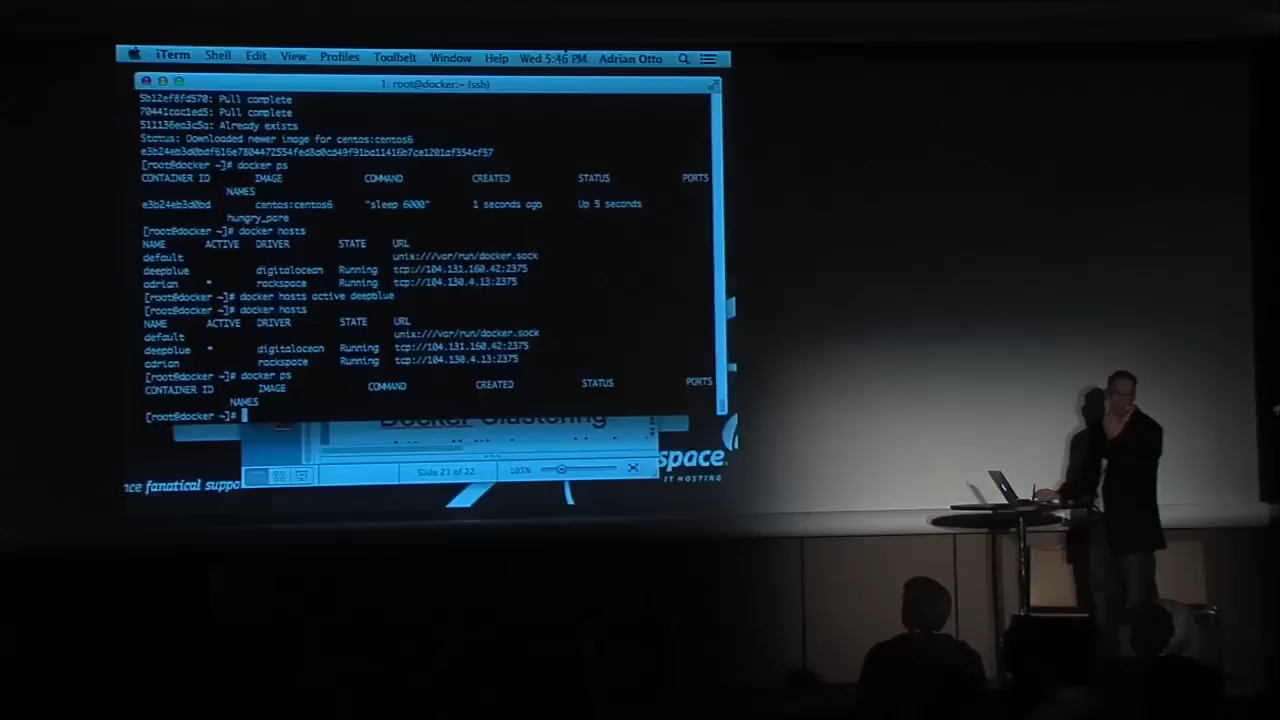 iTerm Shell Edit View Profiles Toolbelt Window Help Wed 5:46 PM Adrian Otto
1. root@docker:~ (ssh)
5b12ef8fd570: Pull complete
70441cac1ed5: Pull complete
511136ea3c5a: Already exists
Status: Downloaded newer image for centos:centos6
e3b24eb3d0bdf616e7804472554fed8a0cd49f91ba11416b7ce1201af354cf57
[root@docker ~]# docker ps
CONTAINER ID IMAGE COMMAND CREATED STATUS PORTS
NAMES
e3b24eb3d0bd centos:centos6 "sleep 6000" 1 seconds ago Up 5 seconds
hungry_pare
[root@docker ~]# docker hosts
NAME ACTIVE DRIVER STATE URL
default unix:///var/run/docker.sock
deepblue digitalocean Running tcp://104.131.160.42:2375
adrian * rackspace Running tcp://104.130.4.13:2375
[root@docker ~]# docker hosts active deepblue
[root@docker ~]# docker hosts
NAME ACTIVE DRIVER STATE URL
default unix:///var/run/docker.sock
deepblue * digitalocean Running tcp://104.131.160.42:2375
adrian rackspace Running tcp://104.130.4.13:2375
[root@docker ~]# docker ps
CONTAINER ID IMAGE COMMAND CREATED STATUS PORTS
NAMES
[root@docker ~]#
Docker Clustering
Slide 21 of 22 105%
space.
IT HOSTING
nce fanatical suppo